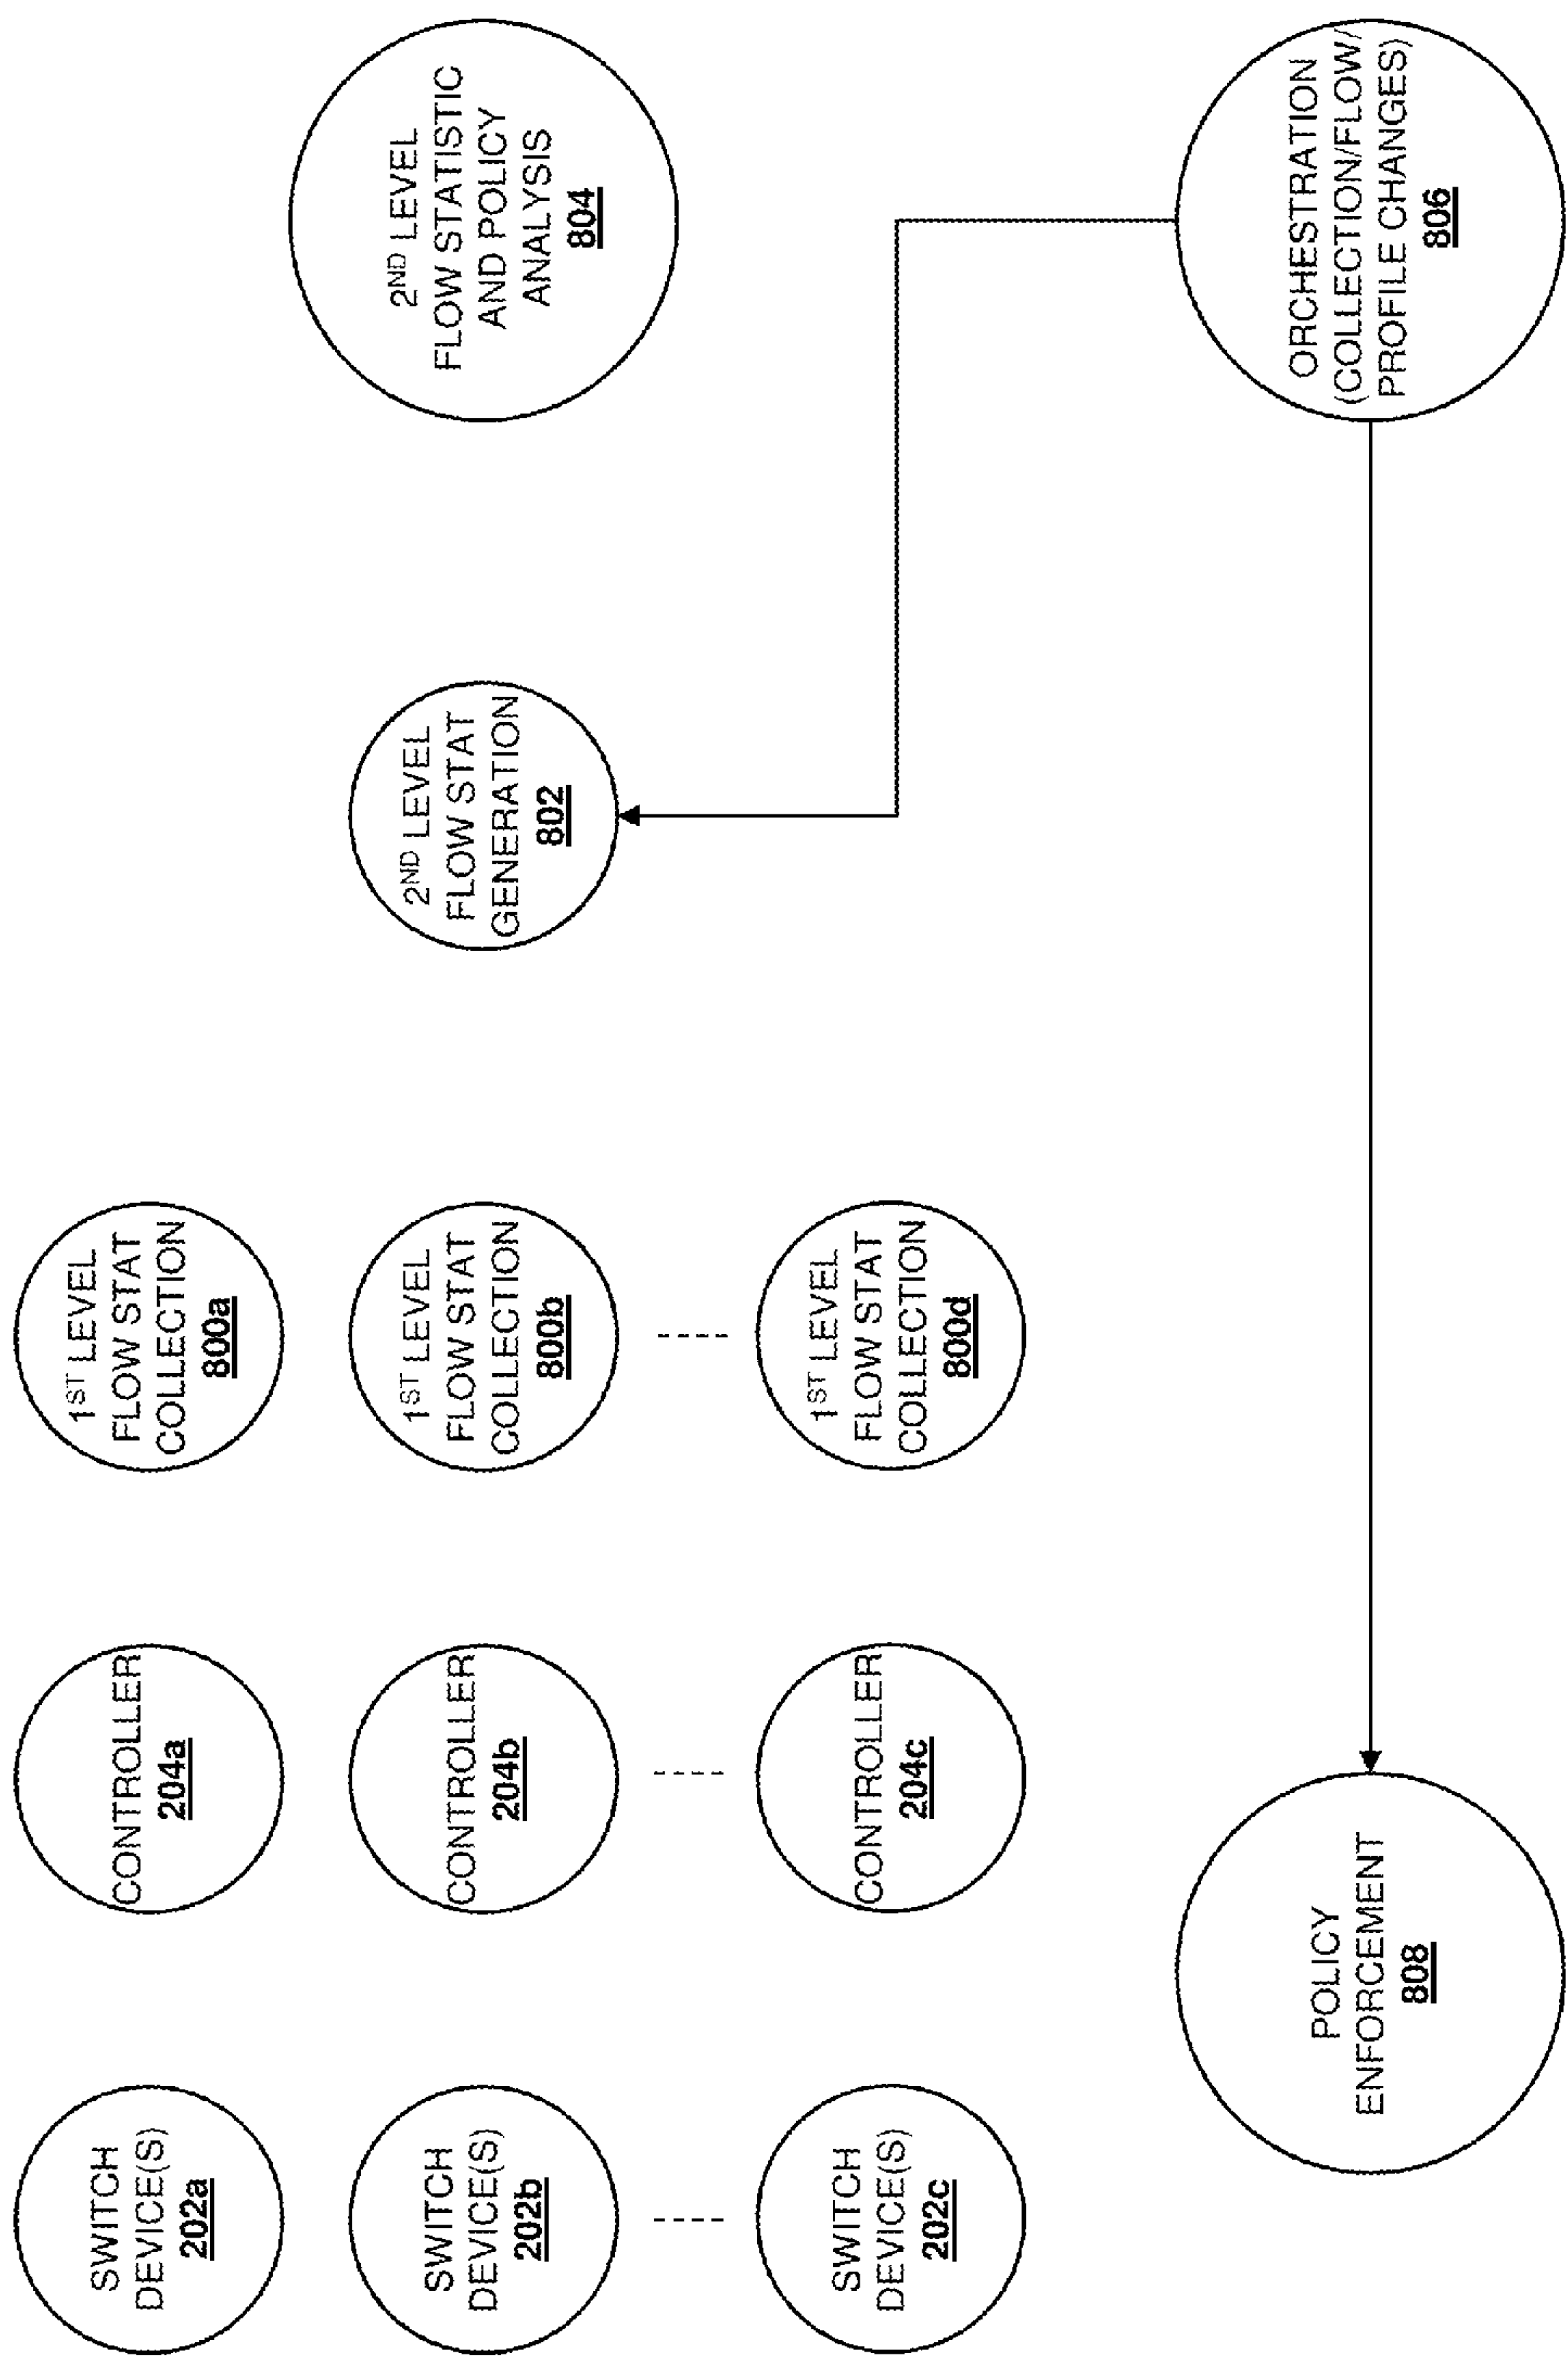 SWITCH
DEVICE(S)
202a
CONTROLLER
204a
1ST LEVEL
FLOW STAT
COLLECTION
800a
SWITCH
DEVICE(S)
202b
CONTROLLER
204b
1ST LEVEL
FLOW STAT
COLLECTION
800b
2ND LEVEL
FLOW STAT
GENERATION
802
2ND LEVEL
FLOW STATISTIC
AND POLICY
ANALYSIS
804
SWITCH
DEVICE(S)
202c
CONTROLLER
204c
1ST LEVEL
FLOW STAT
COLLECTION
800d
POLICY
ENFORCEMENT
808
ORCHESTRATION
(COLLECTION/FLOW/
PROFILE CHANGES)
806